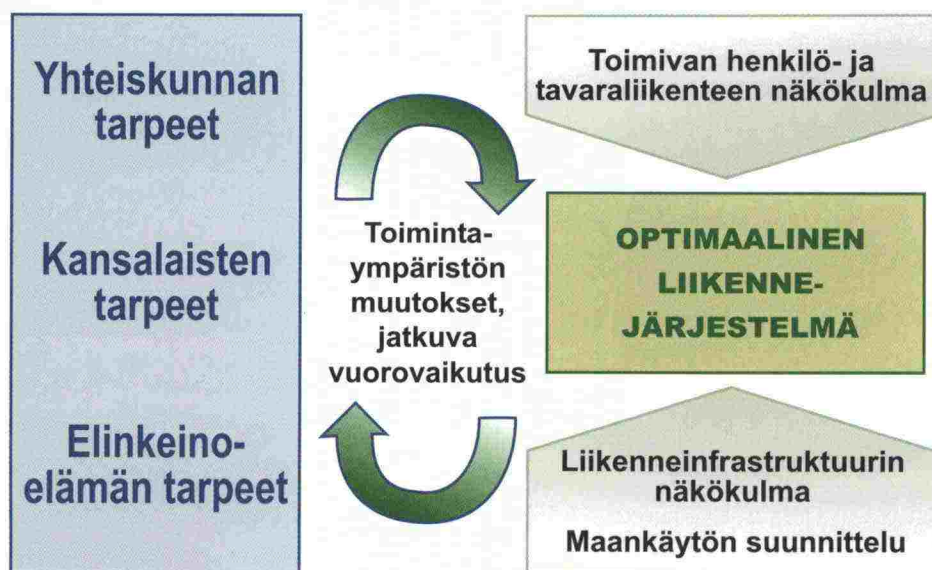 Yhteiskunnan
tarpeet
Kansalaisten
tarpeet
Elinkeino-
elämän tarpeet
Toiminta-
ympäristön
muutokset,
jatkuva
vuorovaikutus
Toimivan henkilö- ja
tavaraliikenteen näkökulma
OPTIMAALINEN
LIIKENNE-
JÄRJESTELMÄ
Liikenneinfrastruktuurin
näkökulma
Maankäytön suunnittelu